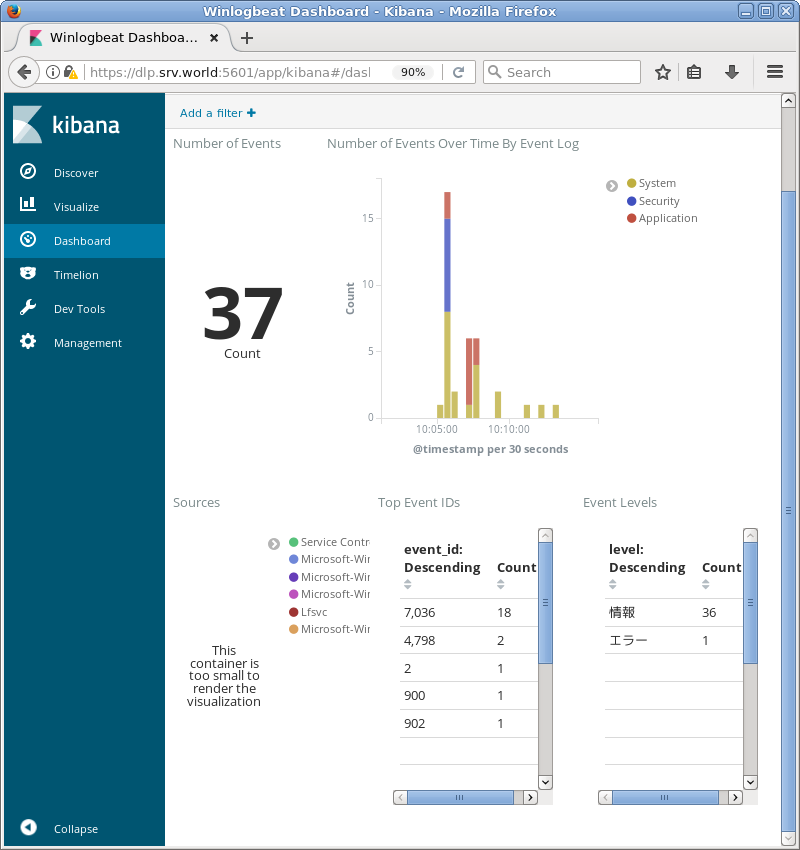 Winlogbeat Dashboard - Kibana - Mozilla Firefox
Winlogbeat Dashboa...
https://dlp.srv.world:5601/app/kibana#/dasl
90%
Search
kibana
Discover
Visualize
Dashboard
Timelion
Dev Tools
Management
Collapse
Add a filter
Number of Events
37
Count
Number of Events Over Time By Event Log
Count
15
10
5
0
10:05:00
10:10:00
@timestamp per 30 seconds
System
Security
Application
Sources
This
container is
too small to
render the
visualization
Service Contr
Microsoft-Wir
Microsoft-Wir
Microsoft-Wir
Lfsvc
Microsoft-Wir
Top Event IDs
event_id:
Descending Count
7,036 18
4,798 2
2 1
900 1
902 1
Event Levels
level:
Descending Count
情報 36
エラー 1